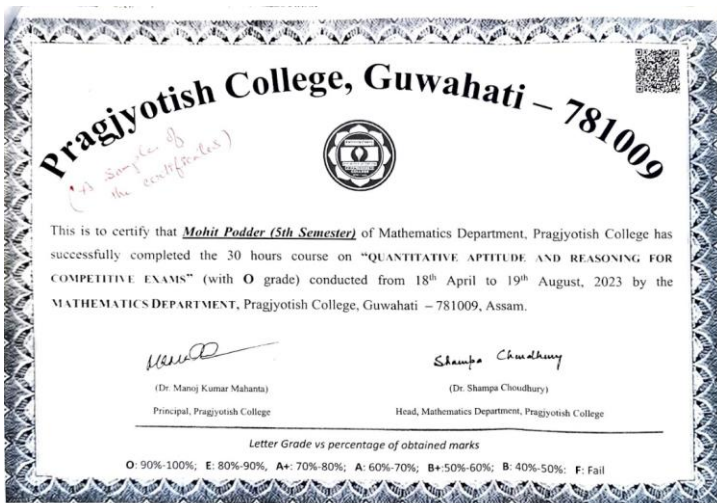 Pragjyotish College, Guwahati – 781009
(*A sample of
the certificates)
This is to certify that Mohit Podder (5th Semester) of Mathematics Department, Pragjyotish College has
successfully completed the 30 hours course on “QUANTITATIVE APTITUDE AND REASONING FOR
COMPETITIVE EXAMS” (with O grade) conducted from 18th April to 19th August, 2023 by the
MATHEMATICS DEPARTMENT, Pragjyotish College, Guwahati – 781009, Assam.
Shampa Choudhury
(Dr. Manoj Kumar Mahanta)
(Dr. Shampa Choudhury)
Principal, Pragjyotish College
Head, Mathematics Department, Pragjyotish College
Letter Grade vs percentage of obtained marks
O: 90%-100%; E: 80%-90%, A+: 70%-80%; A: 60%-70%; B+:50%-60%; B: 40%-50%: F: Fail